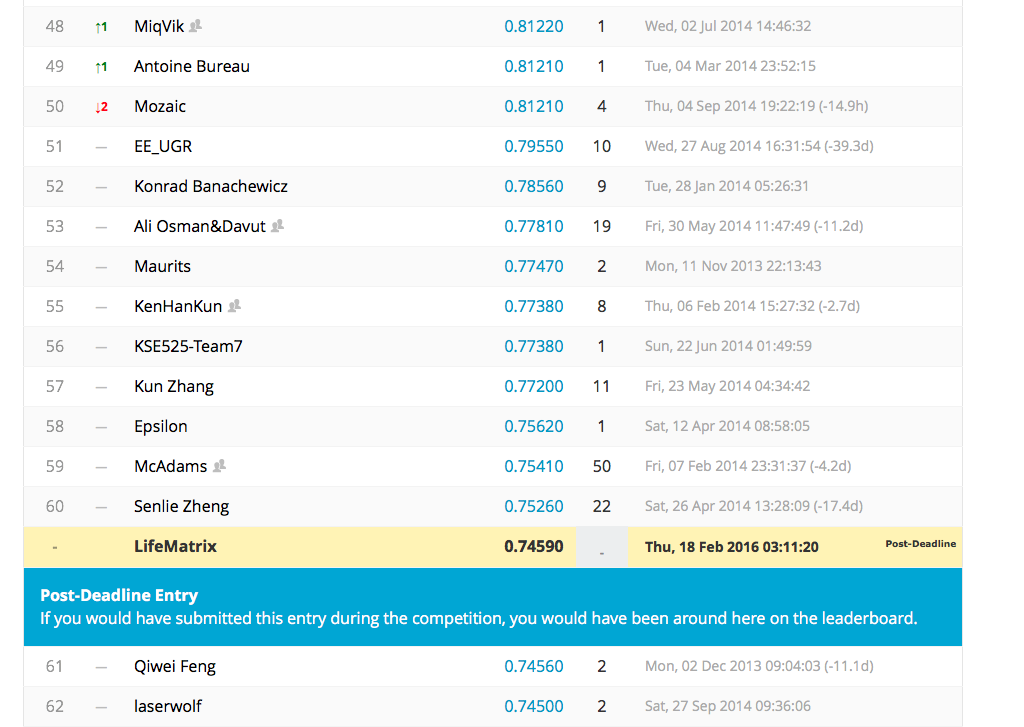 48 ↑1 MiqVik 0.81220 1 Wed, 02 Jul 2014 14:46:32
49 ↑1 Antoine Bureau 0.81210 1 Tue, 04 Mar 2014 23:52:15
50 ↓2 Mozaic 0.81210 4 Thu, 04 Sep 2014 19:22:19 (-14.9h)
51 — EE_UGR 0.79550 10 Wed, 27 Aug 2014 16:31:54 (-39.3d)
52 — Konrad Banachewicz 0.78560 9 Tue, 28 Jan 2014 05:26:31
53 — Ali Osman&Davut 0.77810 19 Fri, 30 May 2014 11:47:49 (-11.2d)
54 — Maurits 0.77470 2 Mon, 11 Nov 2013 22:13:43
55 — KenHanKun 0.77380 8 Thu, 06 Feb 2014 15:27:32 (-2.7d)
56 — KSE525-Team7 0.77380 1 Sun, 22 Jun 2014 01:49:59
57 — Kun Zhang 0.77200 11 Fri, 23 May 2014 04:34:42
58 — Epsilon 0.75620 1 Sat, 12 Apr 2014 08:58:05
59 — McAdams 0.75410 50 Fri, 07 Feb 2014 23:31:37 (-4.2d)
60 — Senlie Zheng 0.75260 22 Sat, 26 Apr 2014 13:28:09 (-17.4d)
- LifeMatrix 0.74590 - Thu, 18 Feb 2016 03:11:20 Post-Deadline
Post-Deadline Entry
If you would have submitted this entry during the competition, you would have been around here on the leaderboard.
61 — Qiwei Feng 0.74560 2 Mon, 02 Dec 2013 09:04:03 (-11.1d)
62 — laserwolf 0.74500 2 Sat, 27 Sep 2014 09:36:06